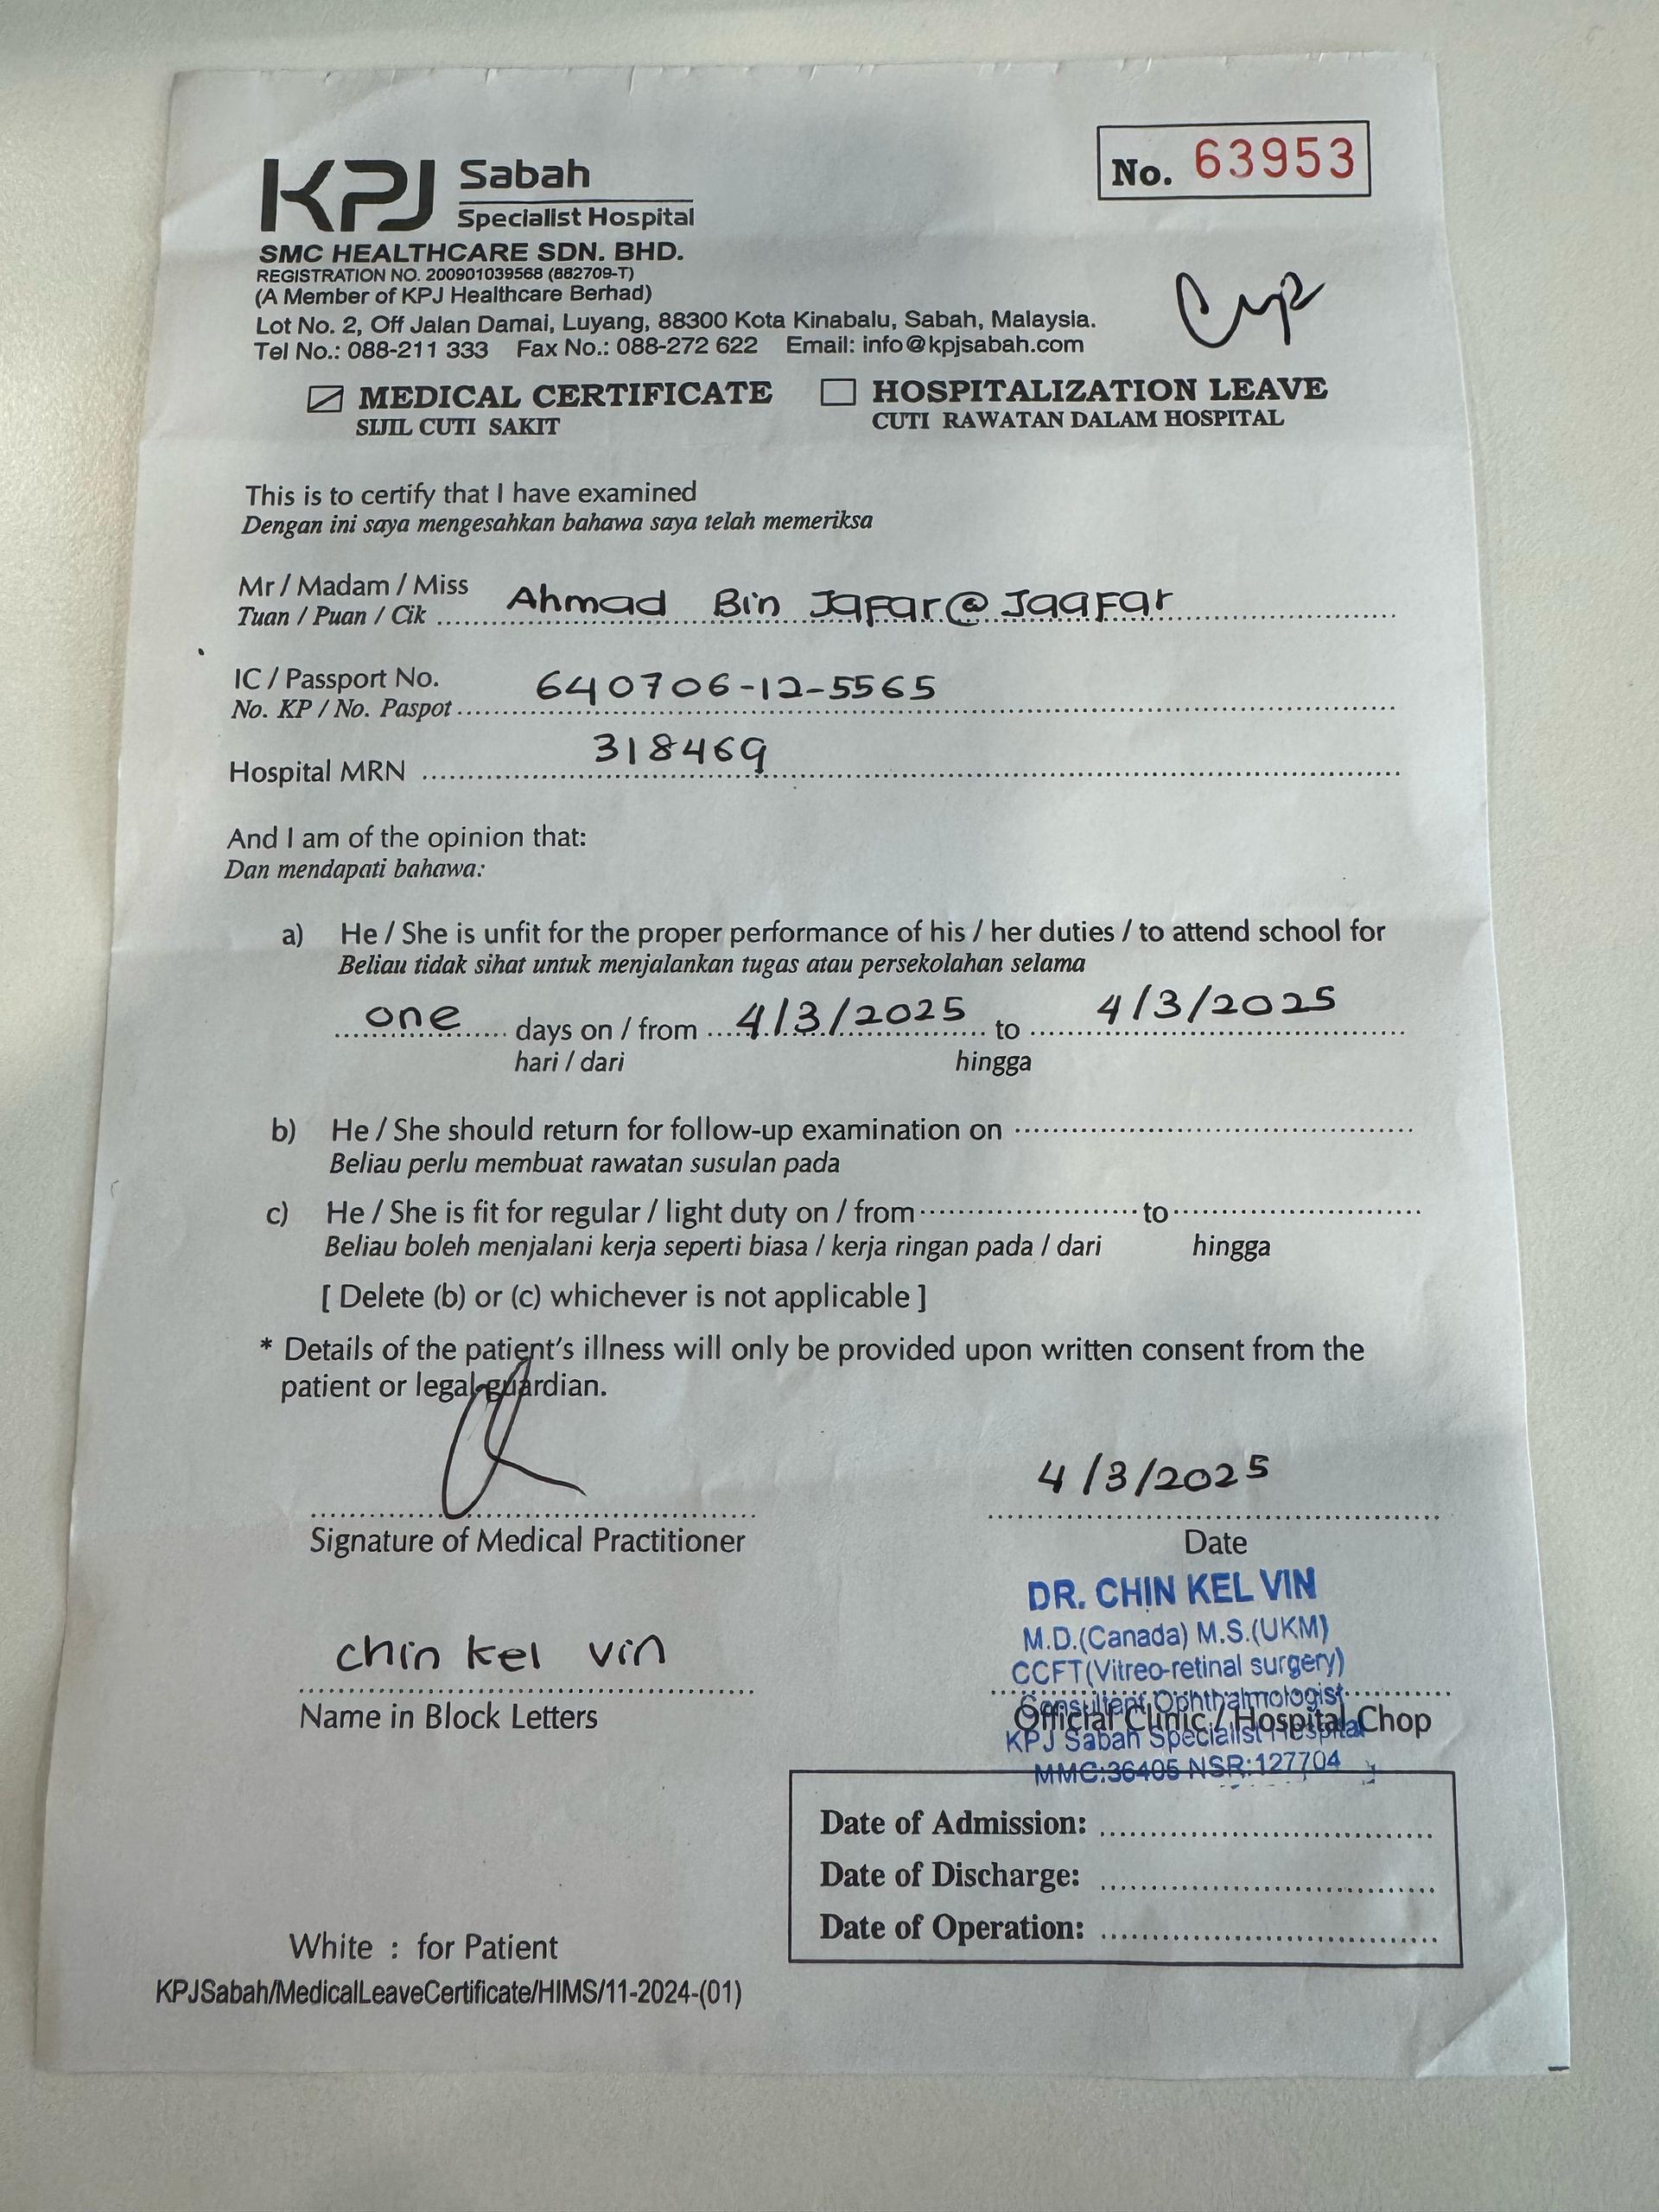 KPJ Sabah
Specialist Hospital
No. 63953
SMC HEALTHCARE SDN. BHD.
REGISTRATION NO. 200901039568 (882709-T)
(A Member of KPJ Healthcare Berhad)
Lot No. 2, Off Jalan Damai, Luyang, 88300 Kota Kinabalu, Sabah, Malaysia.
Tel No.: 088-211 333 Fax No.: 088-272 622 Email: info@kpjsabah.com
MEDICAL CERTIFICATE HOSPITALIZATION LEAVE
SIJIL CUTI SAKIT CUTI RAWATAN DALAM HOSPITAL
This is to certify that I have examined
Dengan ini saya mengesahkan bahawa saya telah memeriksa
Mr / Madam / Miss Ahmad Bin Jafar@Jaafar
Tuan / Puan / Cik
IC / Passport No. 640706-12-5565
No. KP / No. Paspot
Hospital MRN 318469
And I am of the opinion that:
Dan mendapati bahawa:
a) He / She is unfit for the proper performance of his / her duties / to attend school for
Beliau tidak sihat untuk menjalankan tugas atau persekolahan selama
one days on / from 4/3/2025 to 4/3/2025
hari / dari hingga
b) He / She should return for follow-up examination on
Beliau perlu membuat rawatan susulan pada
c) He / She is fit for regular / light duty on / from to
Beliau boleh menjalani kerja seperti biasa / kerja ringan pada / dari hingga
[ Delete (b) or (c) whichever is not applicable ]
* Details of the patient's illness will only be provided upon written consent from the
patient or legal guardian.
4/3/2025
Signature of Medical Practitioner Date
DR. CHIN KEL VIN
M.D.(Canada) M.S.(UKM)
CCFT(Vitreo-retinal surgery)
chin kel vin
Consultant Ophthalmologist
Name in Block Letters Official Clinic / Hospital Chop
KPJ Sabah Specialist Hospital
MMC:36405 NSR:127704
Date of Admission:
Date of Discharge:
Date of Operation:
White : for Patient
KPJSabah/MedicalLeaveCertificate/HIMS/11-2024-(01)